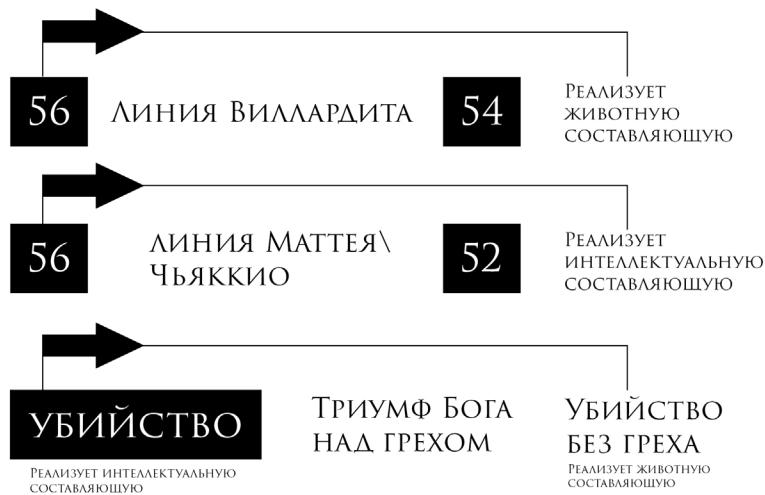 56 Линия Виллардита 54 Реализует
животную
составляющую
56 линия Маттея\
Чьяккио 52 Реализует
интеллектуальную
составляющую
убийство
Реализует интеллектуальную
составляющую
Триумф Бога
над грехом
Убийство
без греха
Реализует животную
составляющую